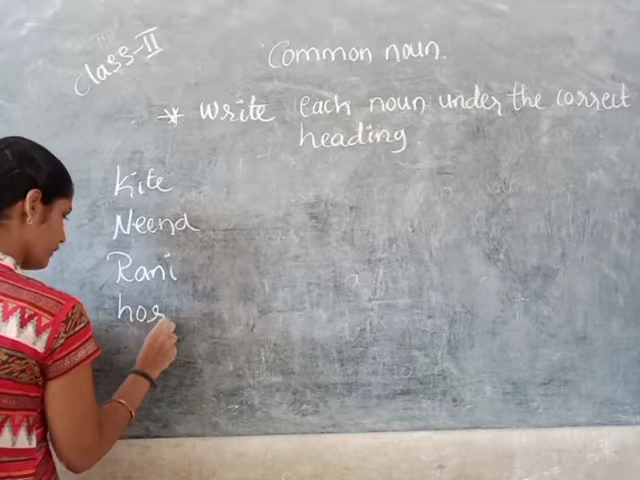 Class-II
Common noun.
* write each noun under the correct
heading.
Kite
Neena
Rani
hos